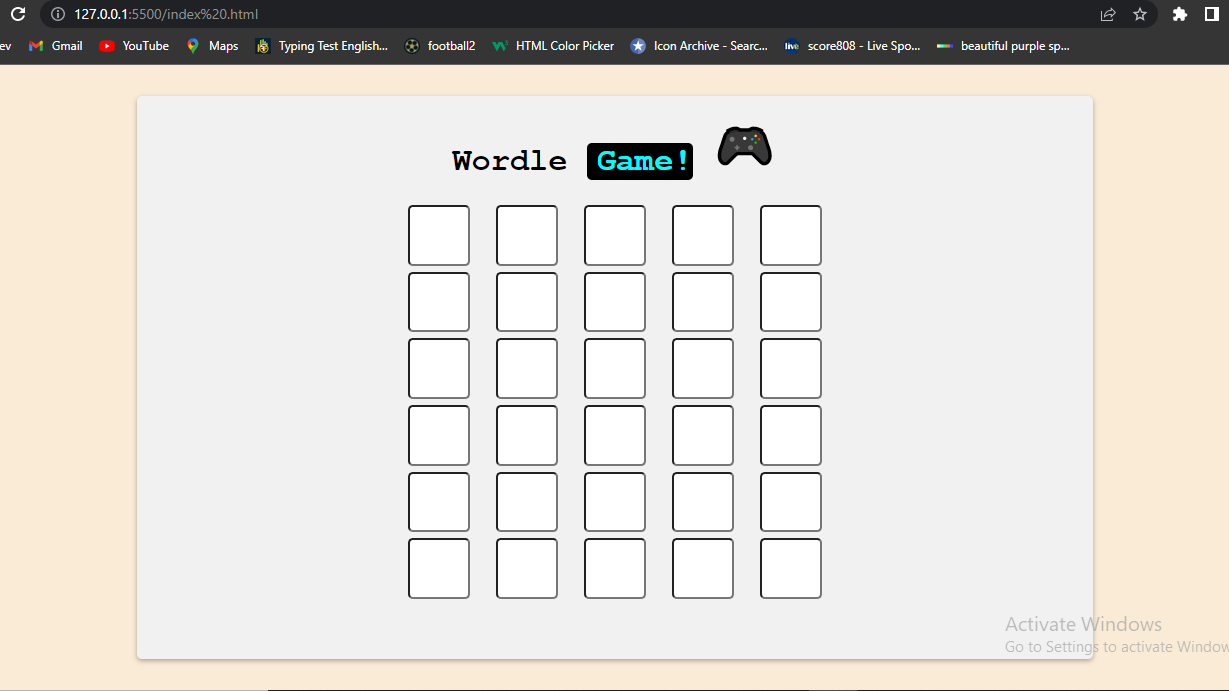 127.0.0.1:5500/index%20.html
ev Gmail YouTube Maps Typing Test English... football2 HTML Color Picker Icon Archive - Searc... live score808 - Live Spo... beautiful purple sp...
Wordle Game!
Activate Windows
Go to Settings to activate Window